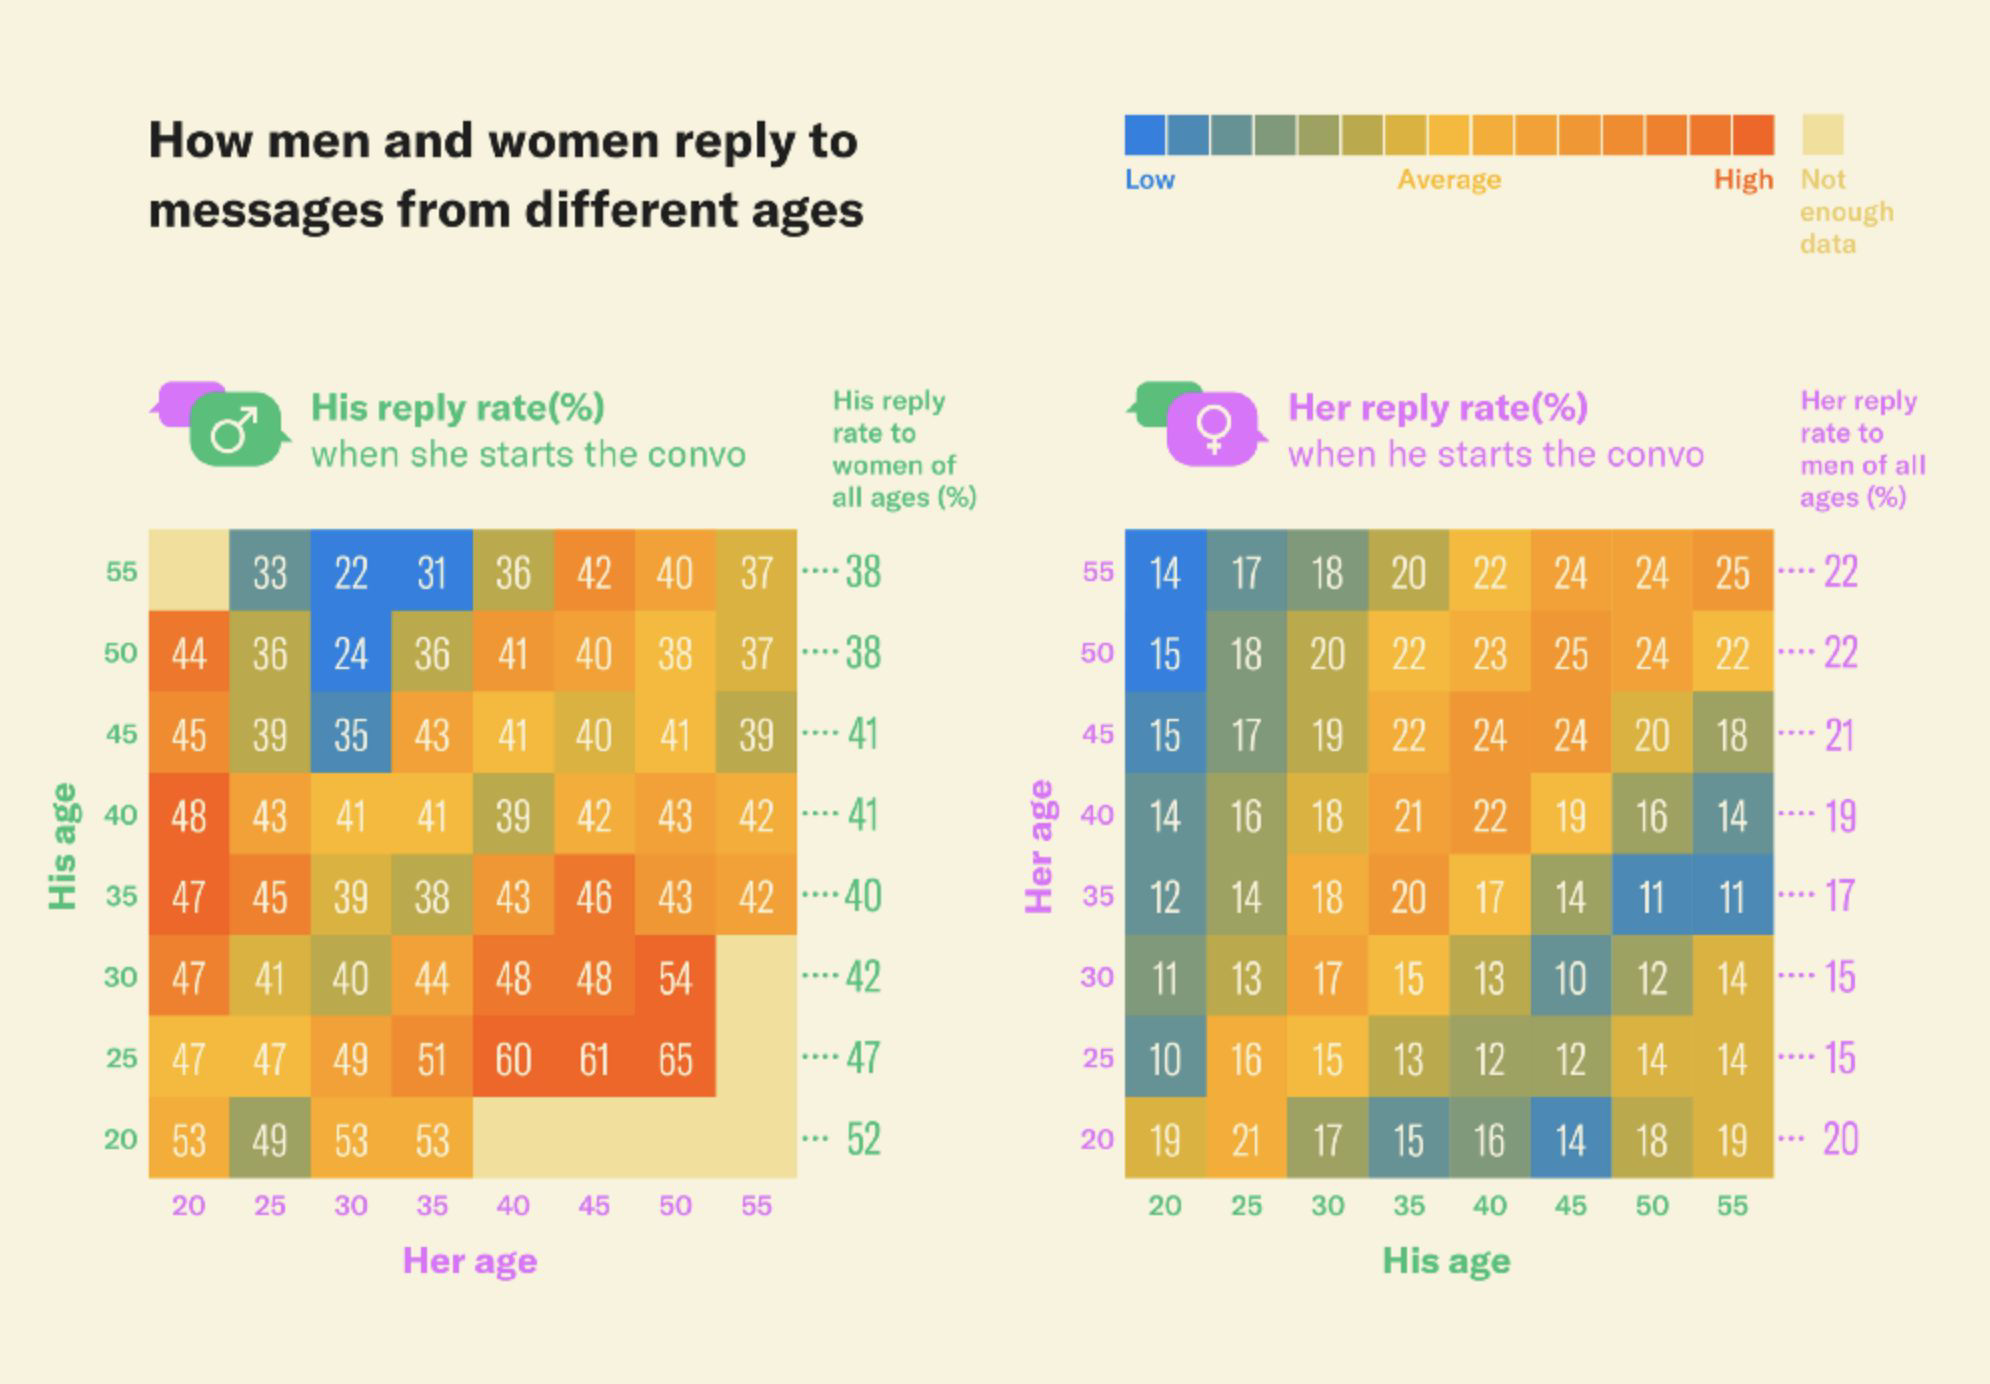 How men and women reply to
messages from different ages
Low Average High Not
enough
data
His reply rate(%)
when she starts the convo
His reply
rate to
women of
all ages (%)
His age
55 33 22 31 36 42 40 37 ····38
50 44 36 24 36 41 40 38 37 ····38
45 45 39 35 43 41 40 41 39 ····41
40 48 43 41 41 39 42 43 42 ····41
35 47 45 39 38 43 46 43 42 ····40
30 47 41 40 44 48 48 54 ····42
25 47 47 49 51 60 61 65 ····47
20 53 49 53 53 ··· 52
20 25 30 35 40 45 50 55
Her age
Her reply rate(%)
when he starts the convo
Her reply
rate to
men of all
ages (%)
Her age
55 14 17 18 20 22 24 24 25 ···· 22
50 15 18 20 22 23 25 24 22 ···· 22
45 15 17 19 22 24 24 20 18 ···· 21
40 14 16 18 21 22 19 16 14 ···· 19
35 12 14 18 20 17 14 11 11 ···· 17
30 11 13 17 15 13 10 12 14 ···· 15
25 10 16 15 13 12 12 14 14 ···· 15
20 19 21 17 15 16 14 18 19 ··· 20
20 25 30 35 40 45 50 55
His age